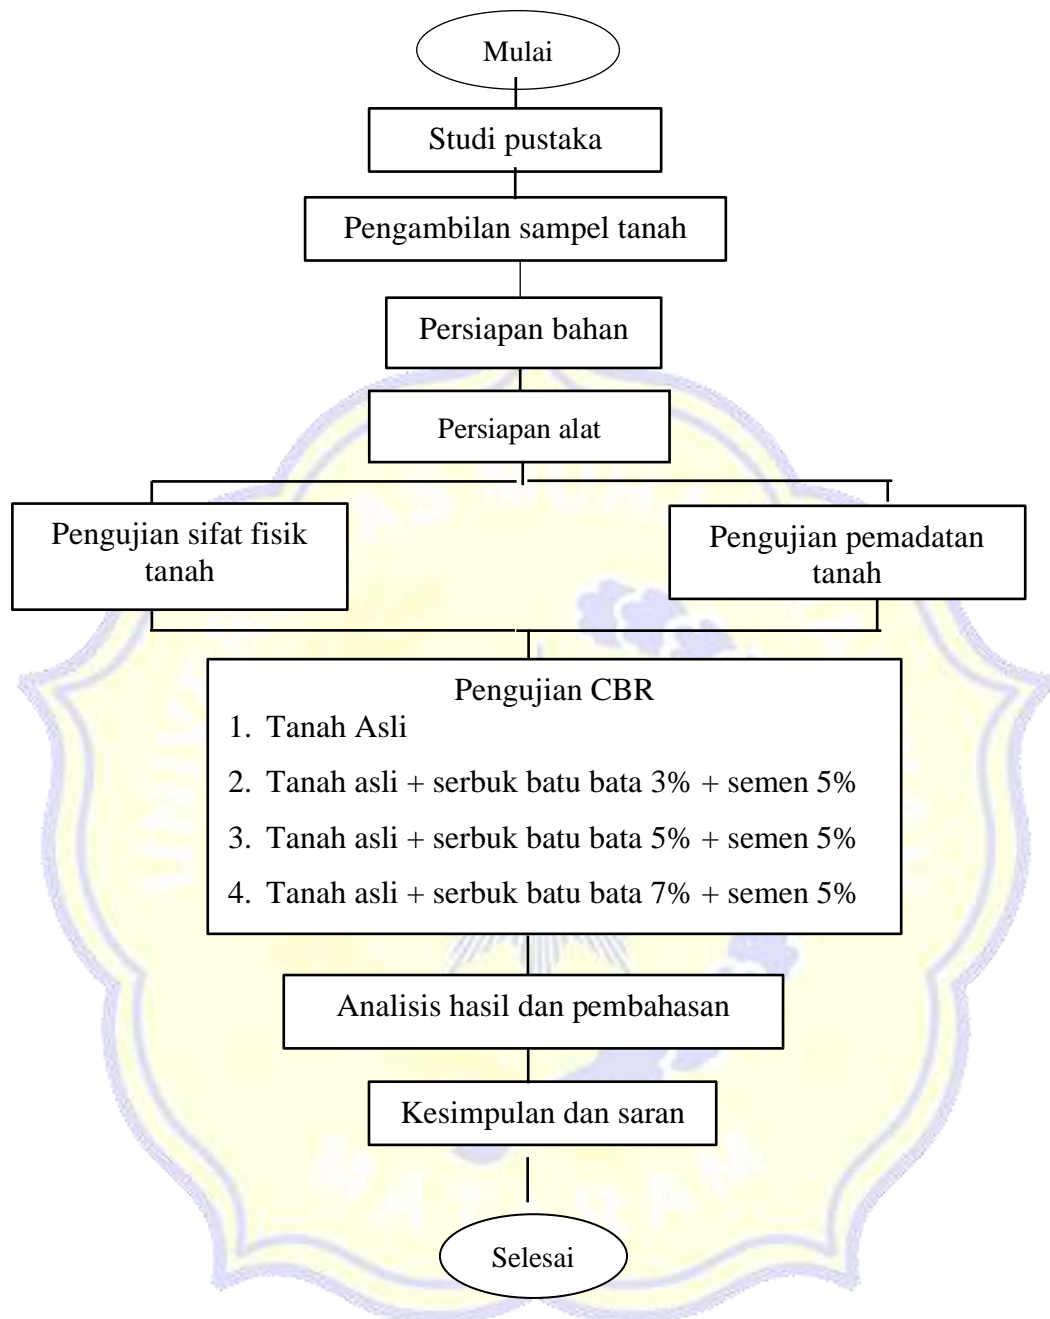 Mulai
Studi pustaka
Pengambilan sampel tanah
Persiapan bahan
Persiapan alat
Pengujian sifat fisik
tanah
Pengujian pemadatan
tanah
Pengujian CBR
1. Tanah Asli
2. Tanah asli + serbuk batu bata 3% + semen 5%
3. Tanah asli + serbuk batu bata 5% + semen 5%
4. Tanah asli + serbuk batu bata 7% + semen 5%
Analisis hasil dan pembahasan
Kesimpulan dan saran
Selesai
MATARAM